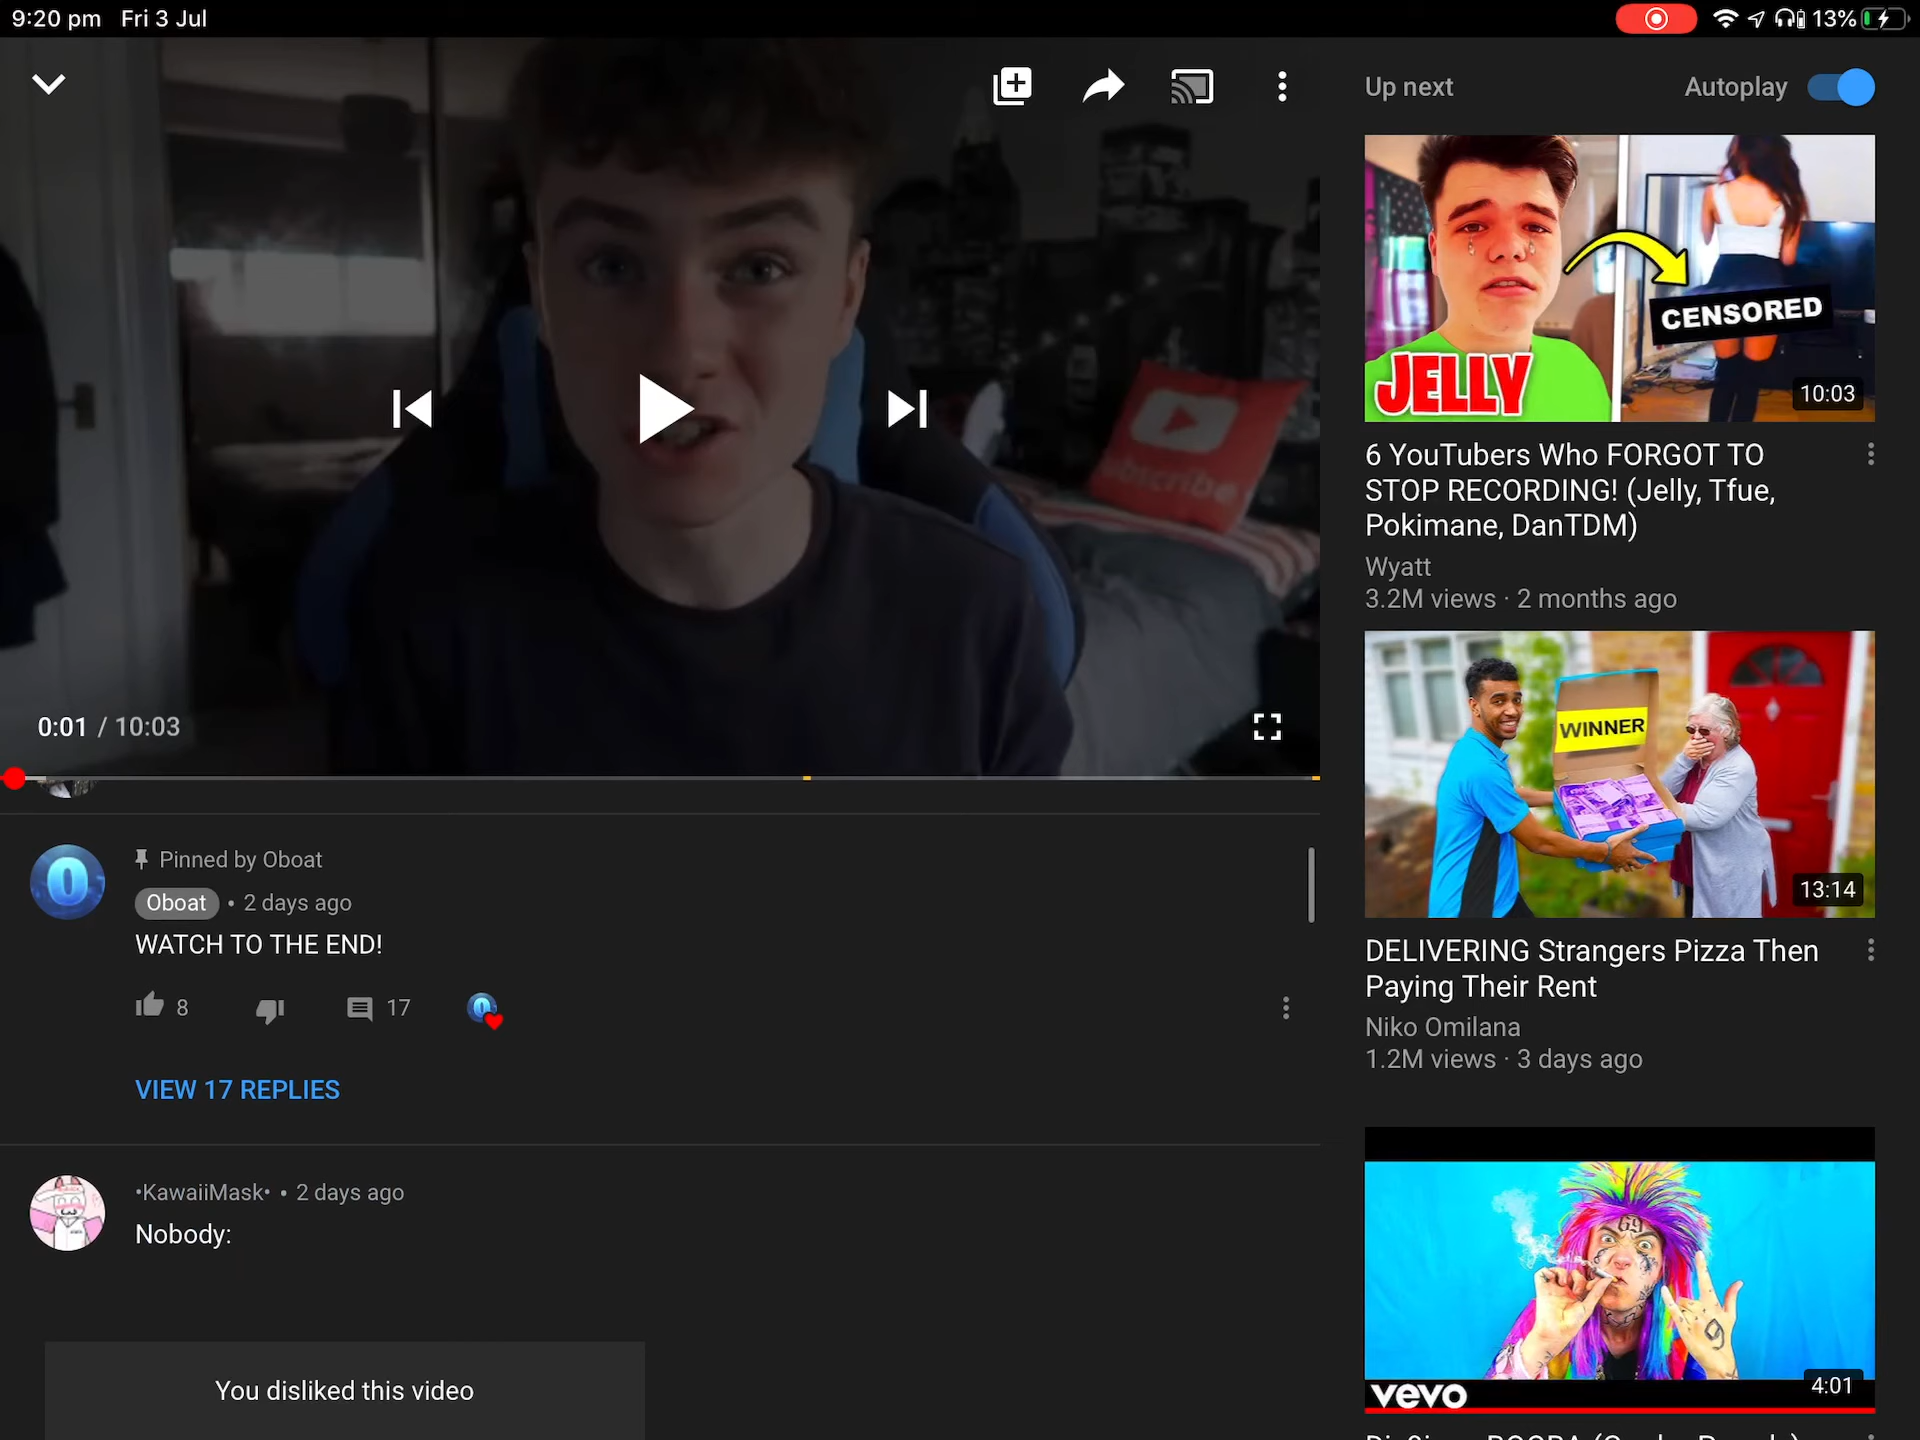 9:20 pm Fri 3 Jul
13%
Up next
Autoplay
subscribe
0:01 / 10:03
JELLY
CENSORED
10:03
6 YouTubers Who FORGOT TO
STOP RECORDING! (Jelly, Tfue,
Pokimane, DanTDM)
Wyatt
3.2M views · 2 months ago
WINNER
13:14
DELIVERING Strangers Pizza Then
Paying Their Rent
Niko Omilana
1.2M views · 3 days ago
69
9
vevo
4:01
Pinned by Oboat
Oboat • 2 days ago
WATCH TO THE END!
8
17
VIEW 17 REPLIES
•KawaiiMask• • 2 days ago
Nobody:
You disliked this video